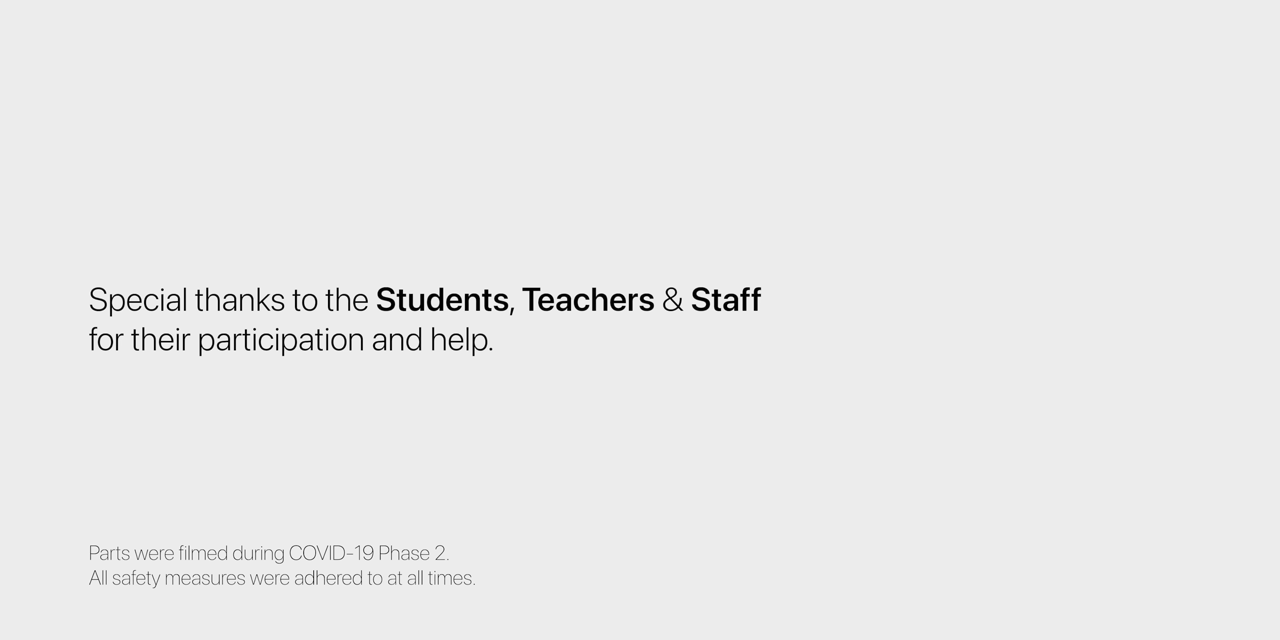 Special thanks to the Students, Teachers & Staff
for their participation and help.
Parts were filmed during COVID-19 Phase 2.
All safety measures were adhered to at all times.